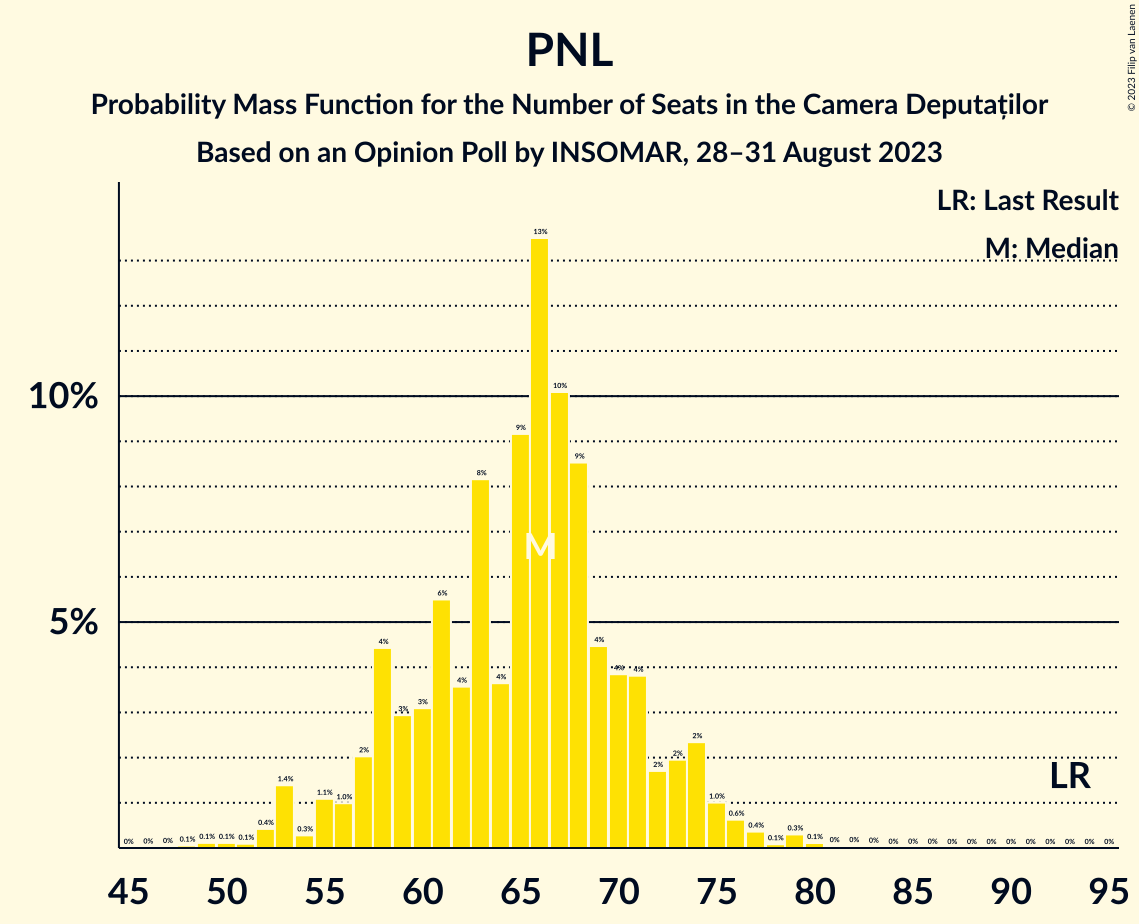 PNL
Probability Mass Function for the Number of Seats in the Camera Deputaților
Based on an Opinion Poll by INSOMAR, 28–31 August 2023
© 2023 Filip van Laenen
LR: Last Result
M: Median
10%
5%
0% 0% 0% 0.1% 0.1% 0.1% 0.1% 0.4% 1.4% 0.3% 1.1% 1.0% 2% 4% 3% 3% 6% 4% 8% 4% 9% 13% 10% 9% 4% 4% 4% 2% 2% 2% 1.0% 0.6% 0.4% 0.1% 0.3% 0.1% 0% 0% 0% 0% 0% 0% 0% 0% 0% 0% 0% 0% 0% 0% 0%
M
LR
45 50 55 60 65 70 75 80 85 90 95